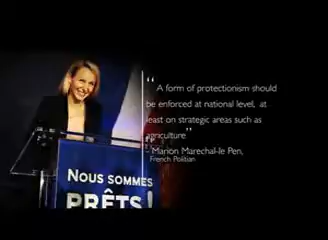 " A form of protectionism should
be enforced at national level, at
least on strategic areas such as
agriculture"
- Marion Marechal-le Pen,
French Politian
NOUS SOMMES
PRÊTS!